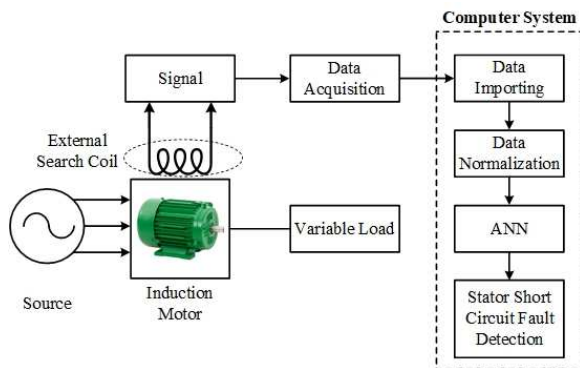 Computer System
Signal
Data
Acquisition
Data
Importing
External
Search Coil
Data
Normalization
Variable Load
ANN
Source
Induction
Motor
Stator Short
Circuit Fault
Detection